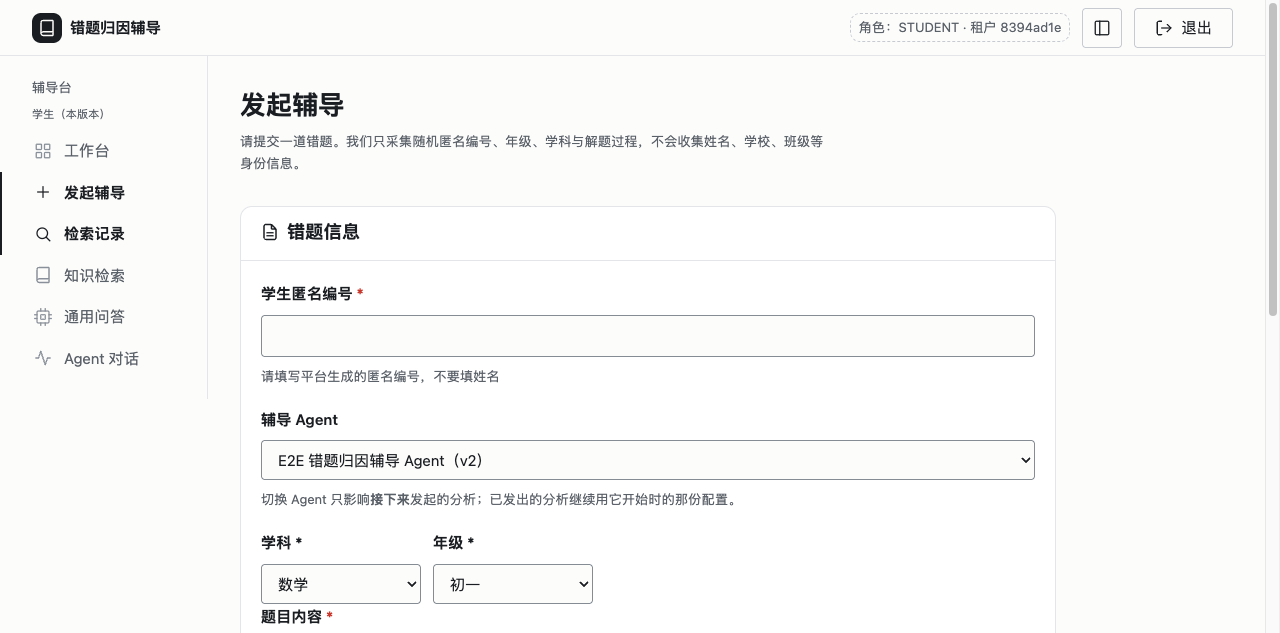 错题归因辅导
角色：STUDENT · 租户 8394ad1e
退出
辅导台
学生（本版本）
工作台
发起辅导
检索记录
知识检索
通用问答
Agent 对话
发起辅导
请提交一道错题。我们只采集随机匿名编号、年级、学科与解题过程，不会收集姓名、学校、班级等
身份信息。
错题信息
学生匿名编号 *
请填写平台生成的匿名编号，不要填姓名
辅导 Agent
E2E 错题归因辅导 Agent（v2）
切换 Agent 只影响接下来发起的分析；已发出的分析继续用它开始时的那份配置。
学科 * 年级 *
数学 初一
题目内容 *